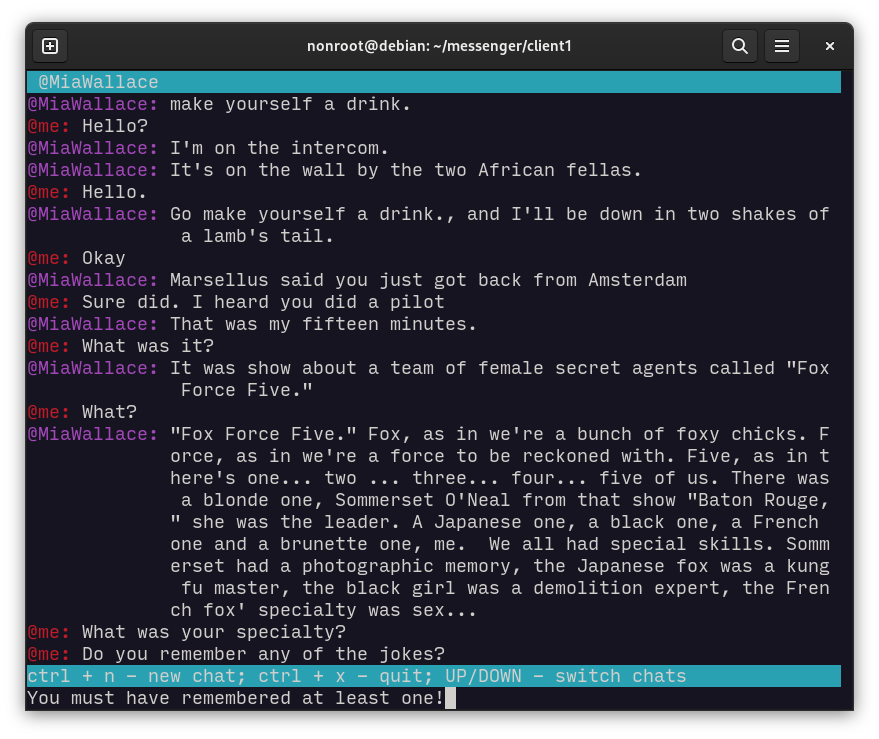 nonroot@debian: ~/messenger/client1
@MiaWallace
@MiaWallace: make yourself a drink.
@me: Hello?
@MiaWallace: I'm on the intercom.
@MiaWallace: It's on the wall by the two African fellas.
@me: Hello.
@MiaWallace: Go make yourself a drink., and I'll be down in two shakes of
a lamb's tail.
@me: Okay
@MiaWallace: Marsellus said you just got back from Amsterdam
@me: Sure did. I heard you did a pilot
@MiaWallace: That was my fifteen minutes.
@me: What was it?
@MiaWallace: It was show about a team of female secret agents called "Fox
Force Five."
@me: What?
@MiaWallace: "Fox Force Five." Fox, as in we're a bunch of foxy chicks. F
orce, as in we're a force to be reckoned with. Five, as in t
here's one... two ... three... four... five of us. There was
a blonde one, Sommerset O'Neal from that show "Baton Rouge,
" she was the leader. A Japanese one, a black one, a French
one and a brunette one, me.  We all had special skills. Somm
erset had a photographic memory, the Japanese fox was a kung
fu master, the black girl was a demolition expert, the Fren
ch fox' specialty was sex...
@me: What was your specialty?
@me: Do you remember any of the jokes?
ctrl + n - new chat; ctrl + x - quit; UP/DOWN - switch chats
You must have remembered at least one!